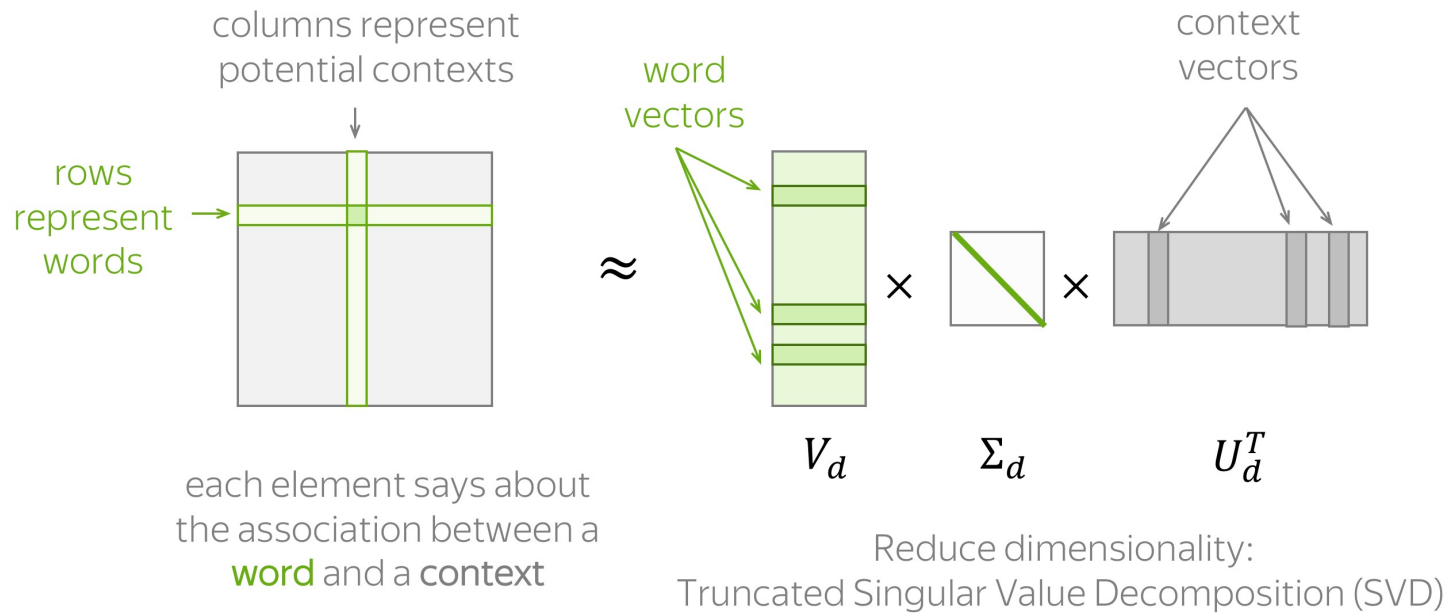 columns represent
potential contexts
rows
represent
words
each element says about
the association between a
word and a context
≈
word
vectors
context
vectors
×
×
V_d
Σ_d
U_d^T
Reduce dimensionality:
Truncated Singular Value Decomposition (SVD)